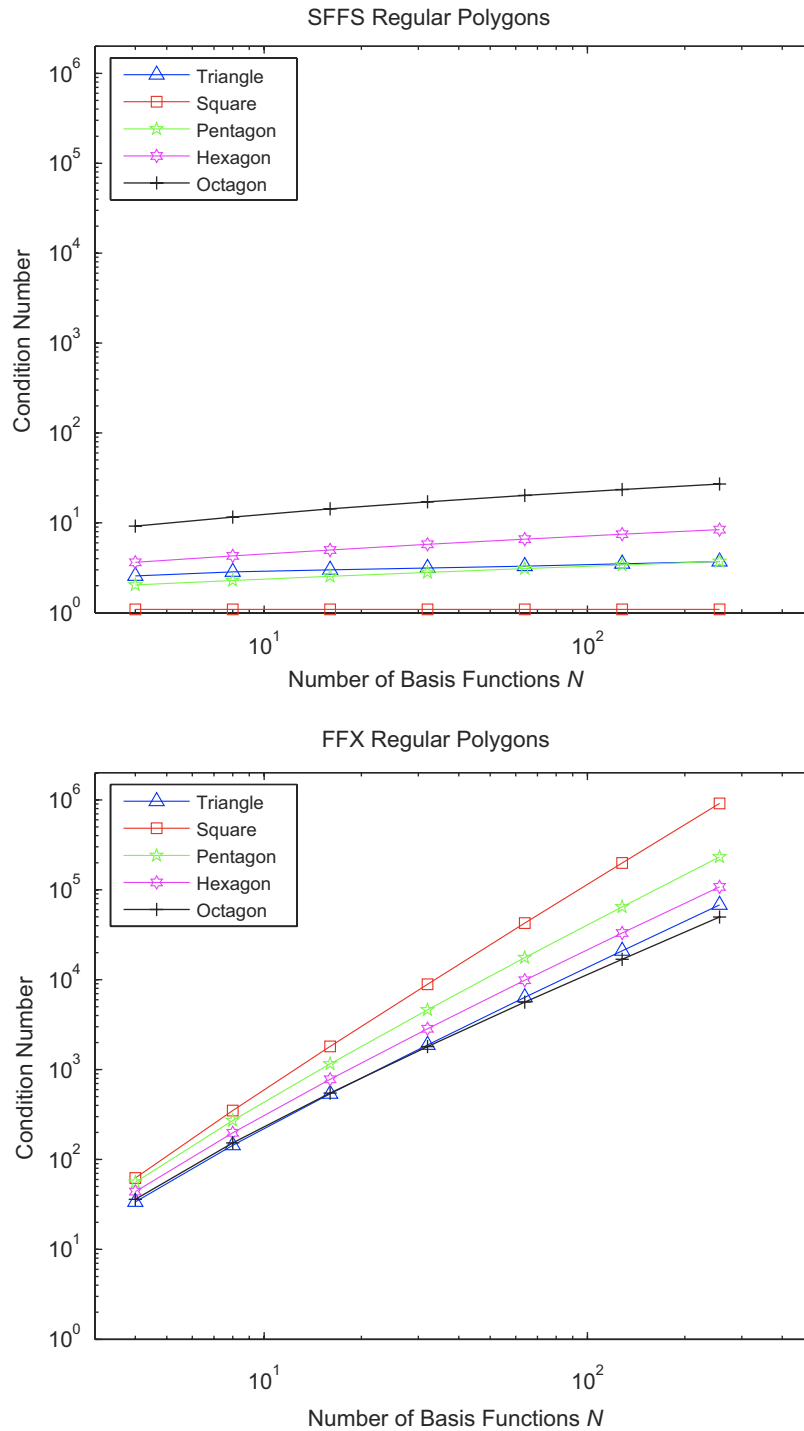 SFFS Regular Polygons
10^6
10^5
10^4
10^3
10^2
10^1
10^0
Condition Number
Triangle
Square
Pentagon
Hexagon
Octagon
10^1
10^2
Number of Basis Functions N
FFX Regular Polygons
10^6
10^5
10^4
10^3
10^2
10^1
10^0
Condition Number
Triangle
Square
Pentagon
Hexagon
Octagon
10^1
10^2
Number of Basis Functions N